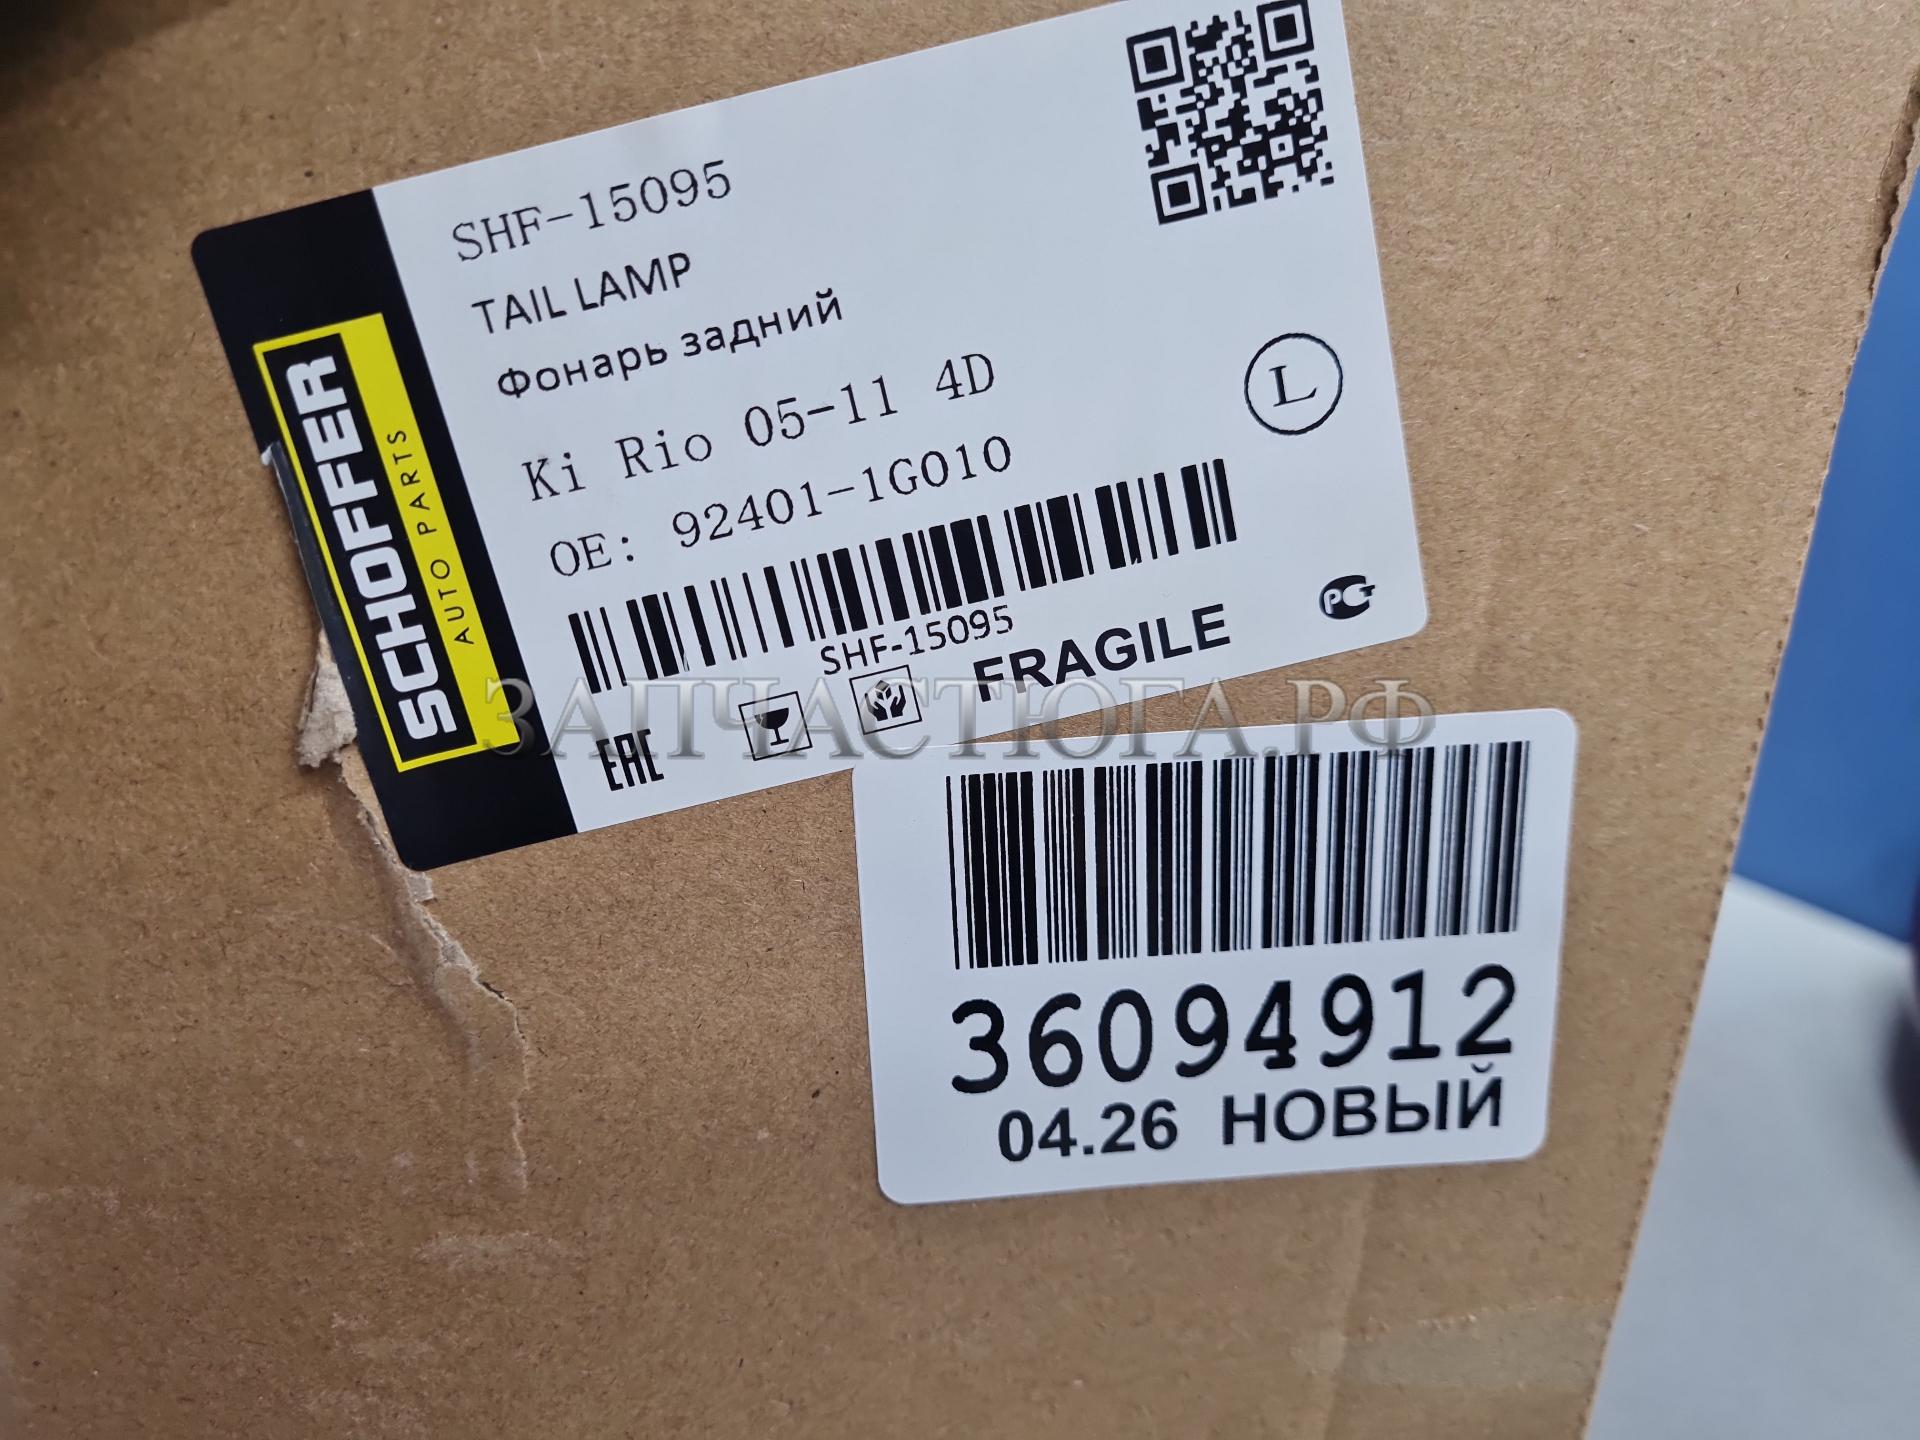 SHF-15095
TAIL LAMP
Фонарь задний
Ki Rio 05-11 4D
OE: 92401-1G010
L
SHF-15095
FRAGILE
PCT
EAC
SCHOFFER
AUTO PARTS
ЗАПЧАСТЮГА.РФ
36094912
04.26 НОВЫЙ